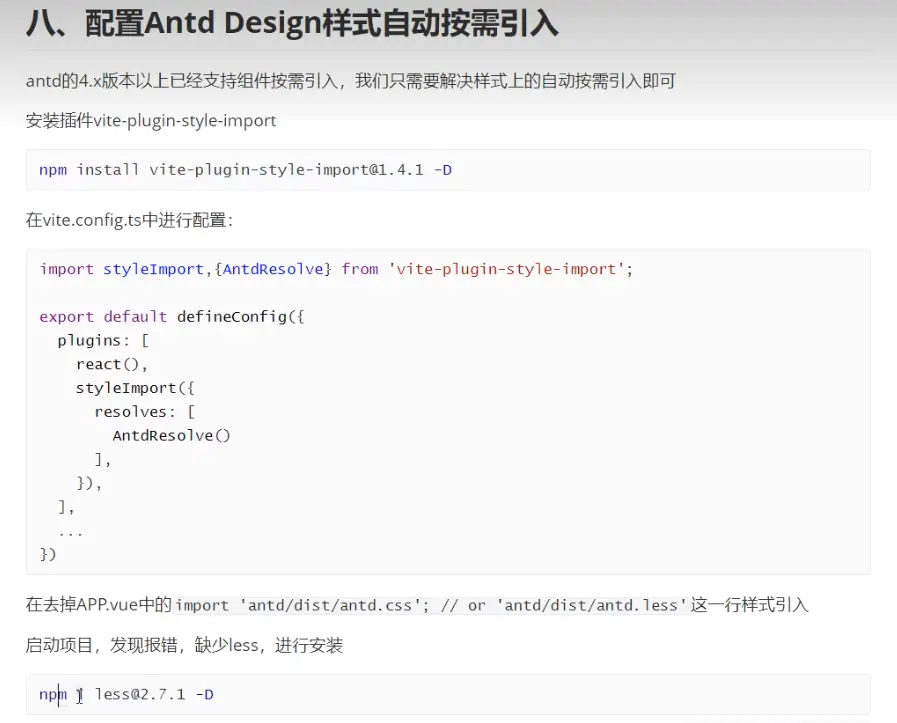 八、配置Antd Design样式自动按需引入
antd的4.x版本以上已经支持组件按需引入，我们只需要解决样式上的自动按需引入即可
安装插件vite-plugin-style-import
npm install vite-plugin-style-import@1.4.1 -D
在vite.config.ts中进行配置：
import styleImport,{AntdResolve} from 'vite-plugin-style-import';
export default defineConfig({
  plugins: [
    react(),
    styleImport({
      resolves: [
        AntdResolve()
      ],
    }),
  ],
  ...
})
在去掉APP.vue中的 import 'antd/dist/antd.css'; // or 'antd/dist/antd.less' 这一行样式引入
启动项目，发现报错，缺少less，进行安装
npm i less@2.7.1 -D